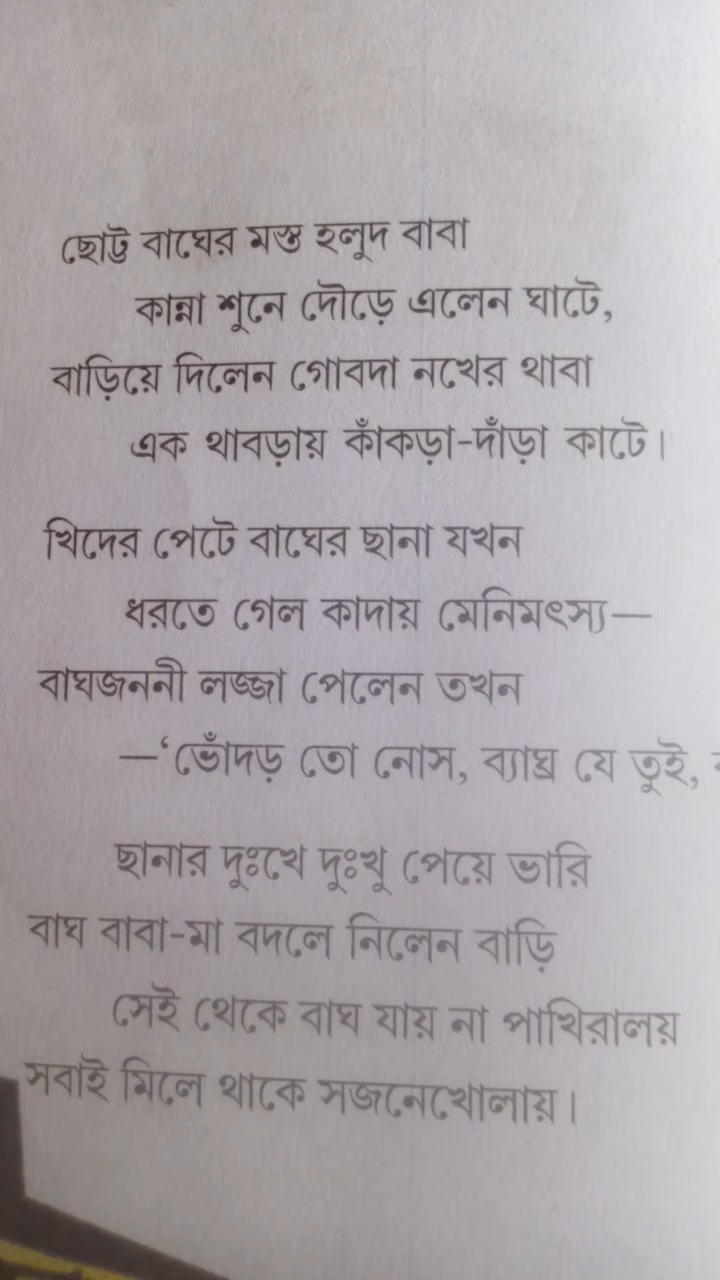 ছোট্ট বাঘের মস্ত হলুদ বাবা
কান্না শুনে দৌড়ে এলেন ঘাটে,
বাড়িয়ে দিলেন গোবদা নখের থাবা
এক থাবড়ায় কাঁকড়া-দাঁড়া কাটে।
খিদের পেটে বাঘের ছানা যখন
ধরতে গেল কাদায় মেনিমৎস্য—
বাঘজননী লজ্জা পেলেন তখন
—‘ভোঁদড় তো নোস, ব্যাঘ্র যে তুই,
ছানার দুঃখে দুঃখু পেয়ে ভারি
বাঘ বাবা-মা বদলে নিলেন বাড়ি
সেই থেকে বাঘ যায় না পাখিরালয়
সবাই মিলে থাকে সজনেখোলায়।